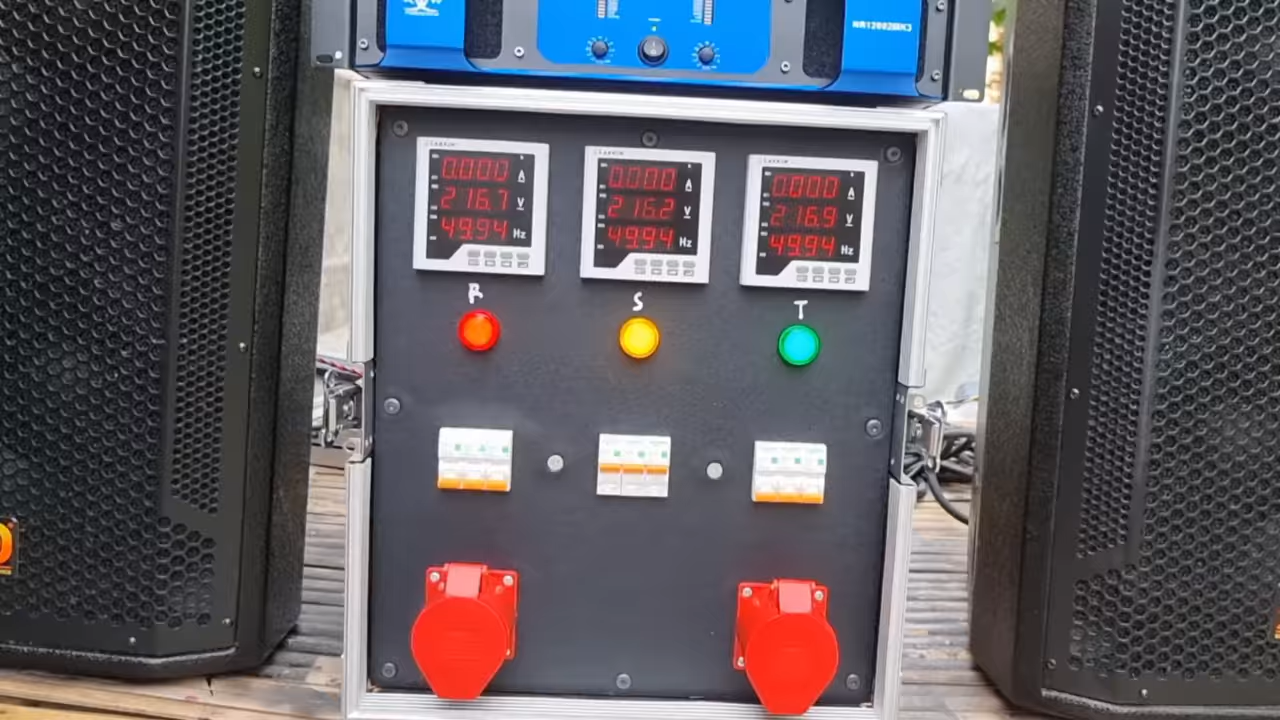 0.000 A
216.7 V
49.94 Hz
0.000 A
216.2 V
49.94 Hz
0.000 A
216.9 V
49.94 Hz
R
S
T